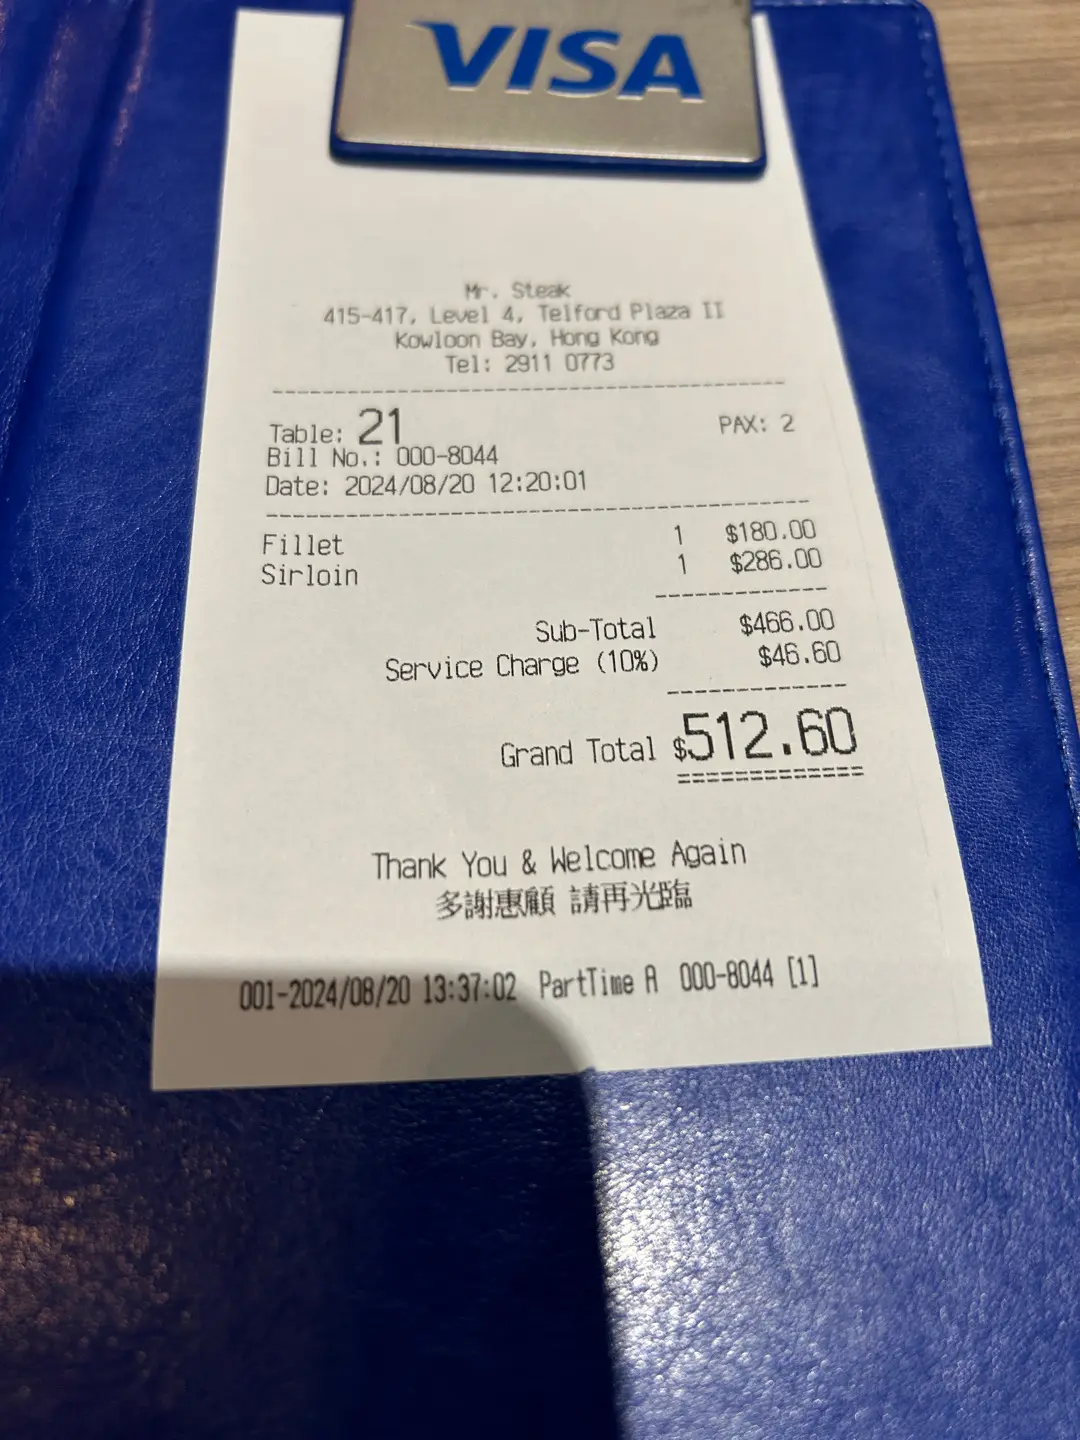 VISA
Mr. Steak
415-417, Level 4, Telford Plaza II
Kowloon Bay, Hong Kong
Tel: 2911 0773
Table: 21 PAX: 2
Bill No.: 000-8044
Date: 2024/08/20 12:20:01
Fillet 1 $180.00
Sirloin 1 $286.00
Sub-Total $466.00
Service Charge (10%) $46.60
Grand Total $512.60
Thank You & Welcome Again
多謝惠顧 請再光臨
001-2024/08/20 13:37:02 PartTime A 000-8044 [1]